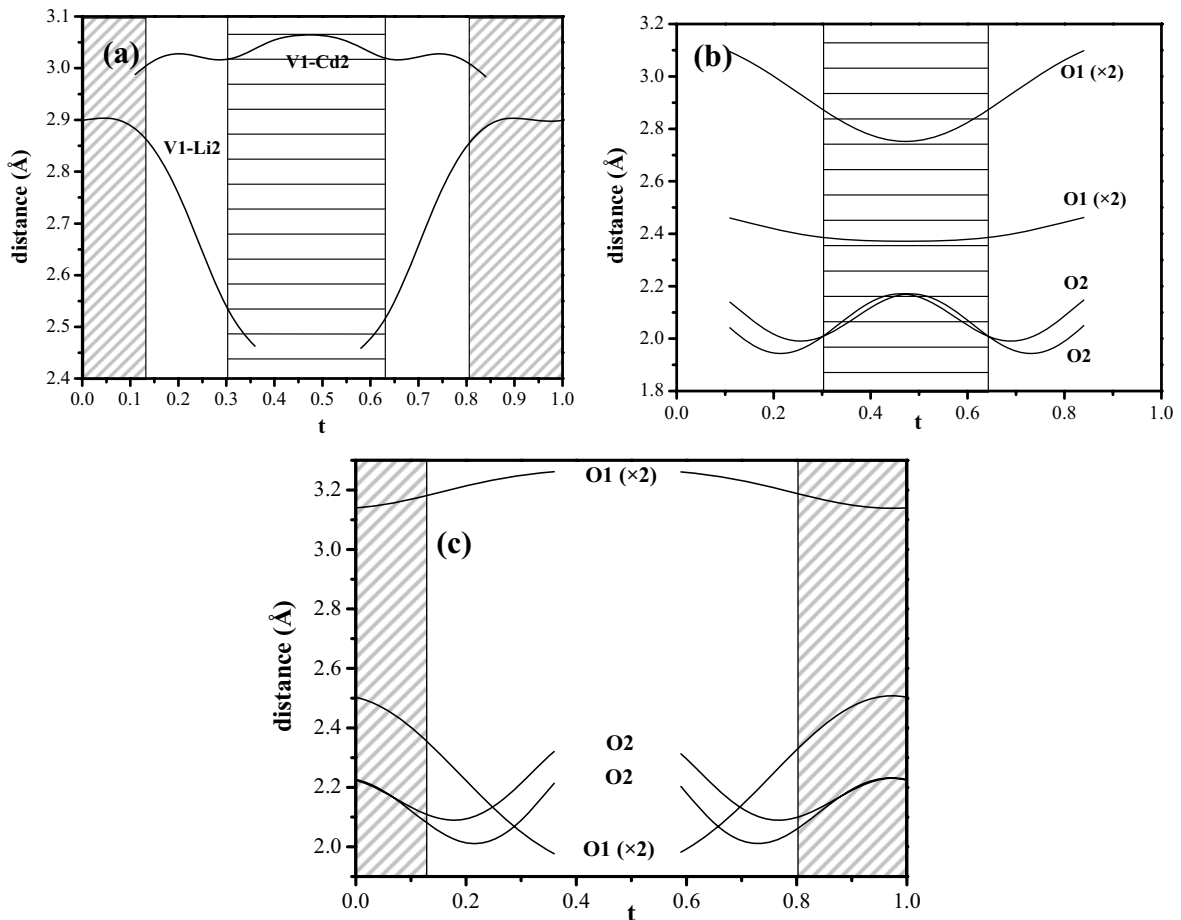 3.1
(a)
3.0
V1-Cd2
2.9
V1-Li2
2.8
distance (Å)
2.7
2.6
2.5
2.4
0.0 0.1 0.2 0.3 0.4 0.5 0.6 0.7 0.8 0.9 1.0
t
3.2
(b)
O1 (×2)
3.0
2.8
distance (Å)
2.6
O1 (×2)
2.4
2.2
O2
2.0
O2
1.8
0.0 0.2 0.4 0.6 0.8 1.0
t
O1 (×2)
3.2
(c)
3.0
2.8
distance (Å)
2.6
2.4
O2
O2
2.2
2.0
O1 (×2)
0.0 0.2 0.4 0.6 0.8 1.0
t